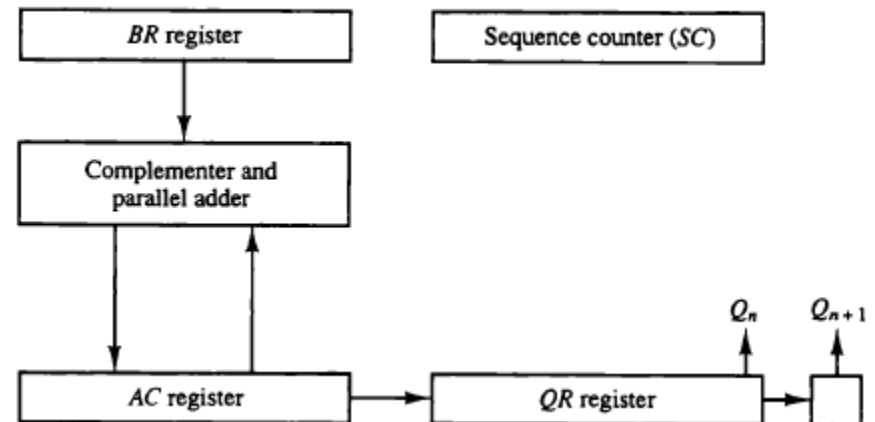 BR register
Sequence counter (SC)
Complementer and
parallel adder
Qn
Qn + 1
AC register
QR register